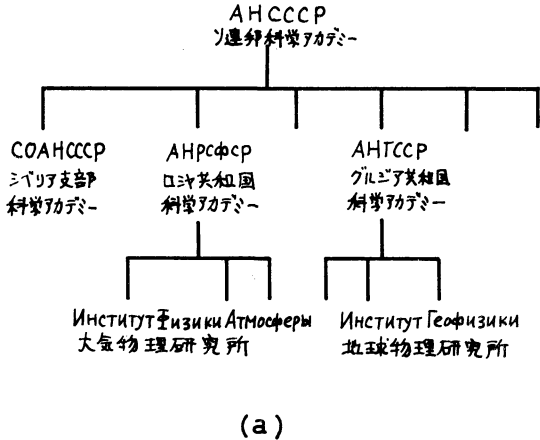 АНСССР
ソ連邦科学アカデミー
СОАНСССР
シベリア支部
科学アカデミー
АНРСФСР
ロシヤ共和国
科学アカデミー
АНГССР
グルジア共和国
科学アカデミー
Институт Физики Атмосферы
大気物理研究所
Институт Геофизики
地球物理研究所
(a)